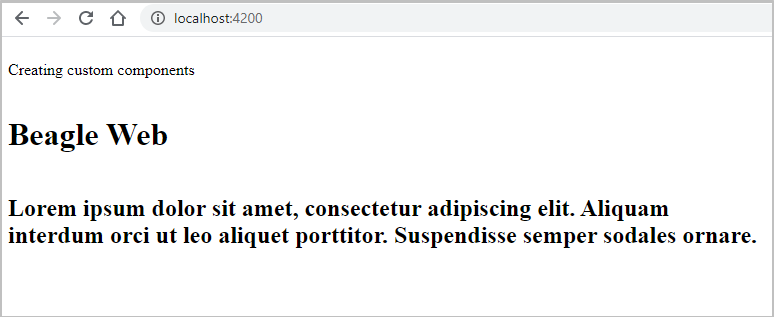 localhost:4200
Creating custom components
Beagle Web
Lorem ipsum dolor sit amet, consectetur adipiscing elit. Aliquam
interdum orci ut leo aliquet porttitor. Suspendisse semper sodales ornare.